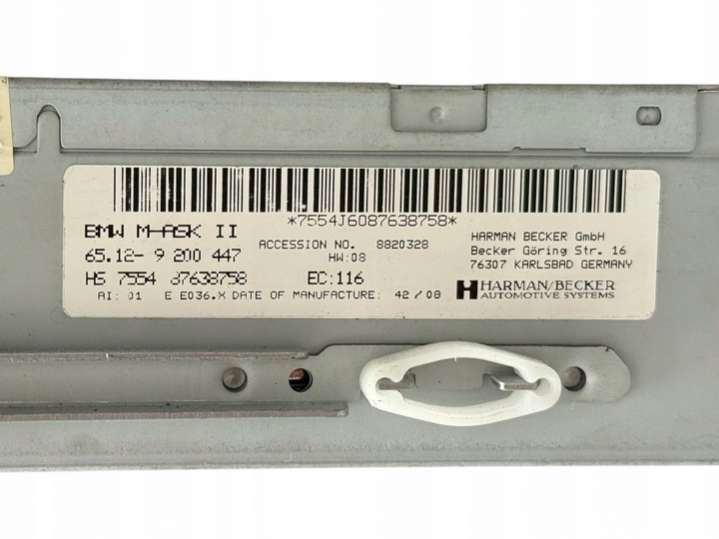 *7554J6087638758*
BMW M-ASK II
65.12- 9 200 447
HS 7554 87638758
AI: 01 E E036.X DATE OF MANUFACTURE: 42/08
ACCESSION NO. 8820328
HW:08
EC:116
HARMAN BECKER GmbH
Becker Göring Str. 16
76307 KARLSBAD GERMANY
HARMAN/BECKER
AUTOMOTIVE SYSTEMS